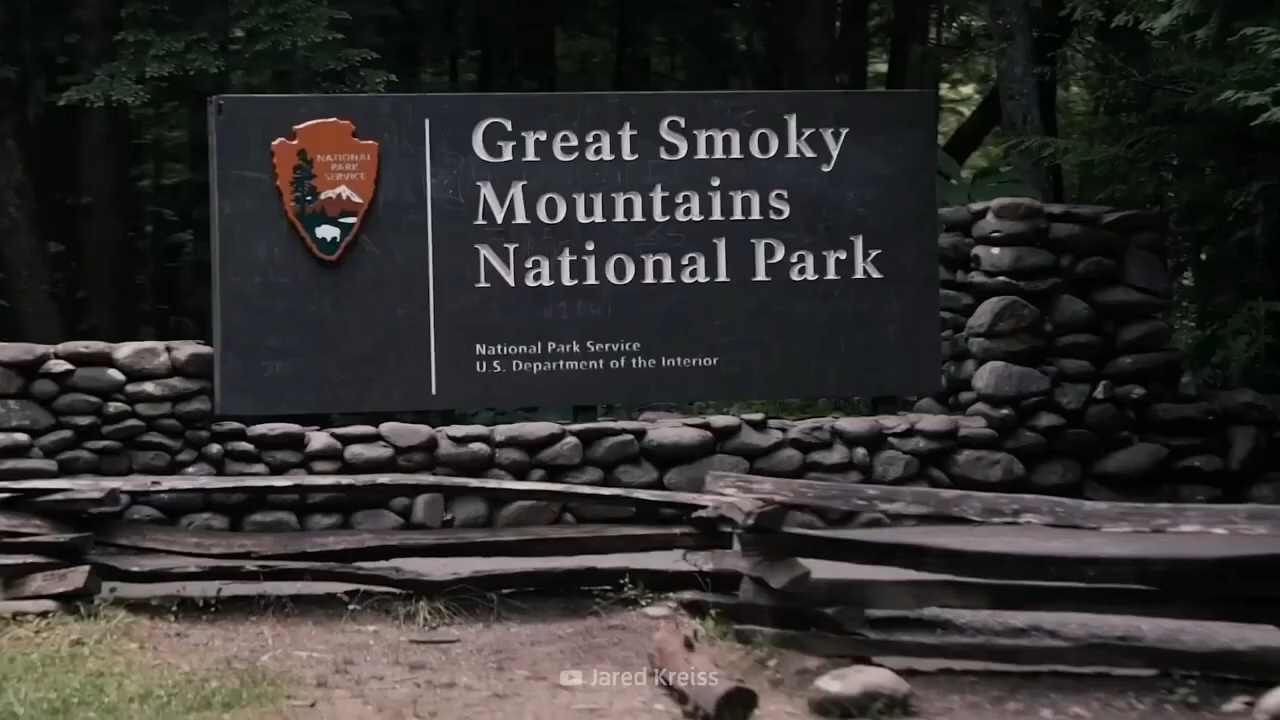 NATIONAL
PARK
SERVICE
Great Smoky
Mountains
National Park
National Park Service
U.S. Department of the Interior
Jared Kreiss